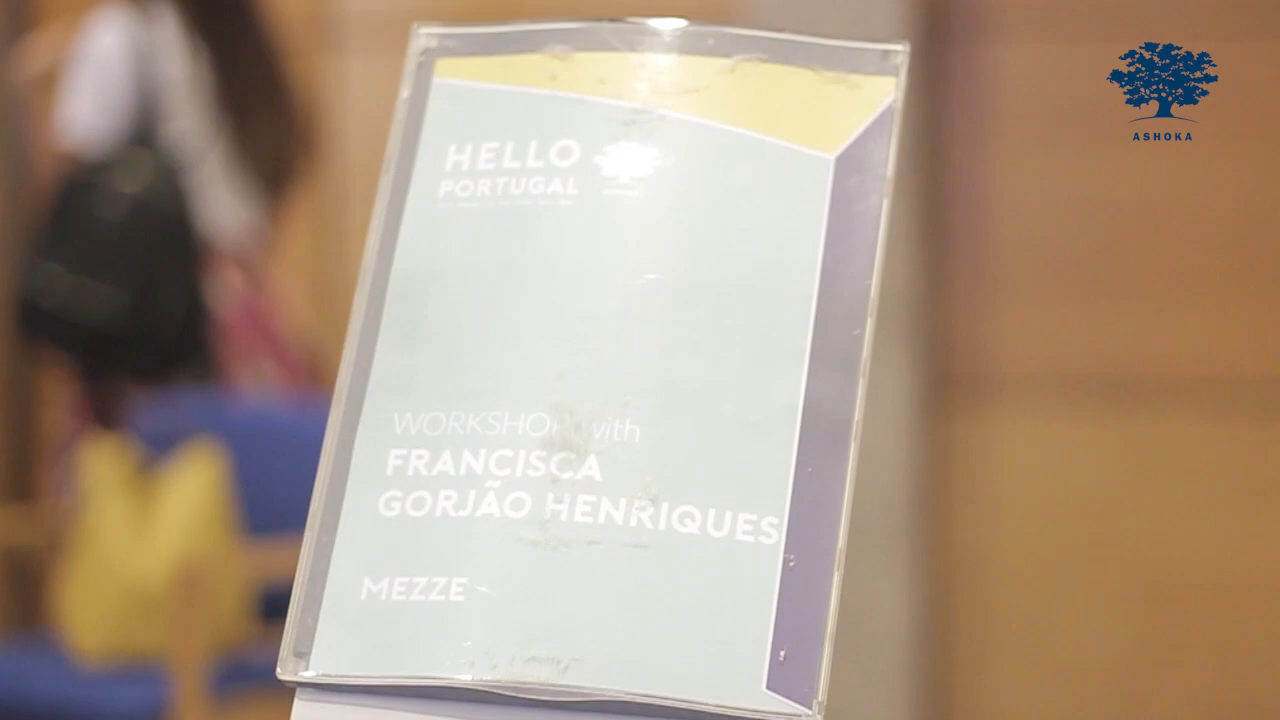 HELLO
PORTUGAL
WORKSHOP with
FRANCISCA
GORJÃO HENRIQUES
MEZZE
ASHOKA